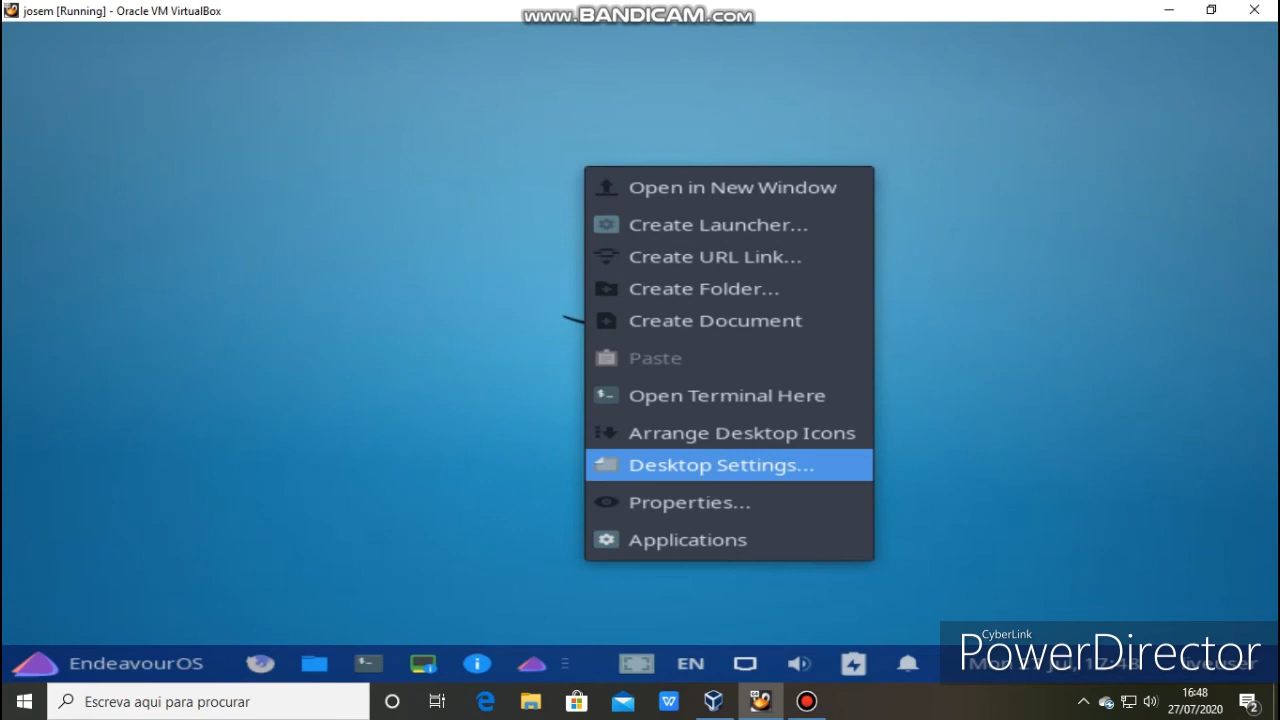 josem [Running] - Oracle VM VirtualBox
www.BANDICAM.com
Open in New Window
Create Launcher...
Create URL Link...
Create Folder...
Create Document
Paste
Open Terminal Here
Arrange Desktop Icons
Desktop Settings...
Properties...
Applications
EndeavourOS
EN
CyberLink
PowerDirector
Escreva aqui para procurar
16:48
27/07/2020
2